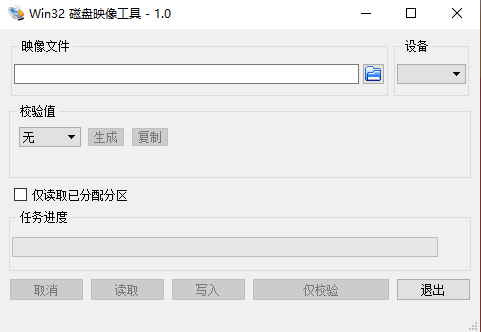 Win32 磁盘映像工具 - 1.0
映像文件
设备
校验值
无
生成
复制
仅读取已分配分区
任务进度
取消
读取
写入
仅校验
退出